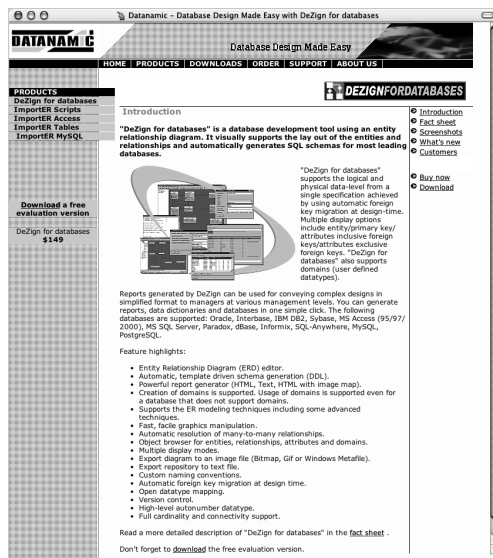 Datanamic - Database Design Made Easy with DeZign for databases
DATANAMIC
Database Design Made Easy
HOME | PRODUCTS | DOWNLOADS | ORDER | SUPPORT | ABOUT US |
PRODUCTS
DeZign for databases
ImportER Scripts
ImportER Access
ImportER Tables
ImportER MySQL
Download a free
evaluation version
DeZign for databases
$149
DEZIGNFORDATABASES
Introduction
"DeZign for databases" is a database development tool using an entity
relationship diagram. It visually supports the lay out of the entities and
relationships and automatically generates SQL schemas for most leading
databases.
"DeZign for databases"
supports the logical and
physical data-level from a
single specification achieved
by using automatic foreign
key migration at design-time.
Multiple display options
include entity/primary key/
attributes inclusive foreign
keys/attributes exclusive
foreign keys. "DeZign for
databases" also supports
domains (user defined
datatypes).
Reports generated by DeZign can be used for conveying complex designs in
simplified format to managers at various management levels. You can generate
reports, data dictionaries and databases in one simple click. The following
databases are supported: Oracle, Interbase, IBM DB2, Sybase, MS Access (95/97/
2000), MS SQL Server, Paradox, dBase, Informix, SQL-Anywhere, MySQL,
PostgreSQL.
Feature highlights:
• Entity Relationship Diagram (ERD) editor.
• Automatic, template driven schema generation (DDL).
• Powerful report generator (HTML, Text, HTML with image map).
• Creation of domains is supported. Usage of domains is supported even for
a database that does not support domains.
• Supports the ER modeling techniques including some advanced
techniques.
• Fast, facile graphics manipulation.
• Automatic resolution of many-to-many relationships.
• Object browser for entities, relationships, attributes and domains.
• Multiple display modes.
• Export diagram to an image file (Bitmap, Gif or Windows Metafile).
• Export repository to text file.
• Custom naming conventions.
• Automatic foreign key migration at design time.
• Open datatype mapping.
• Version control.
• High-level autonumber datatype.
• Full cardinality and connectivity support.
Read a more detailed description of "DeZign for databases" in the fact sheet .
Don't forget to download the free evaluation version.
Introduction
Fact sheet
Screenshots
What's new
Customers
Buy now
Download